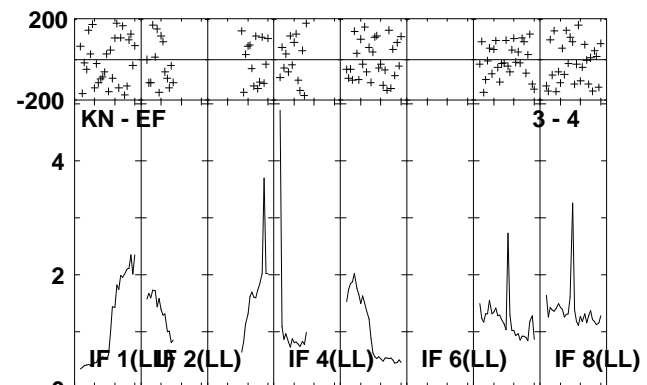 200
-200
KN - EF 3 - 4
4
2
0
IF 1(LL) IF 2(LL) IF 4(LL) IF 6(LL) IF 8(LL)